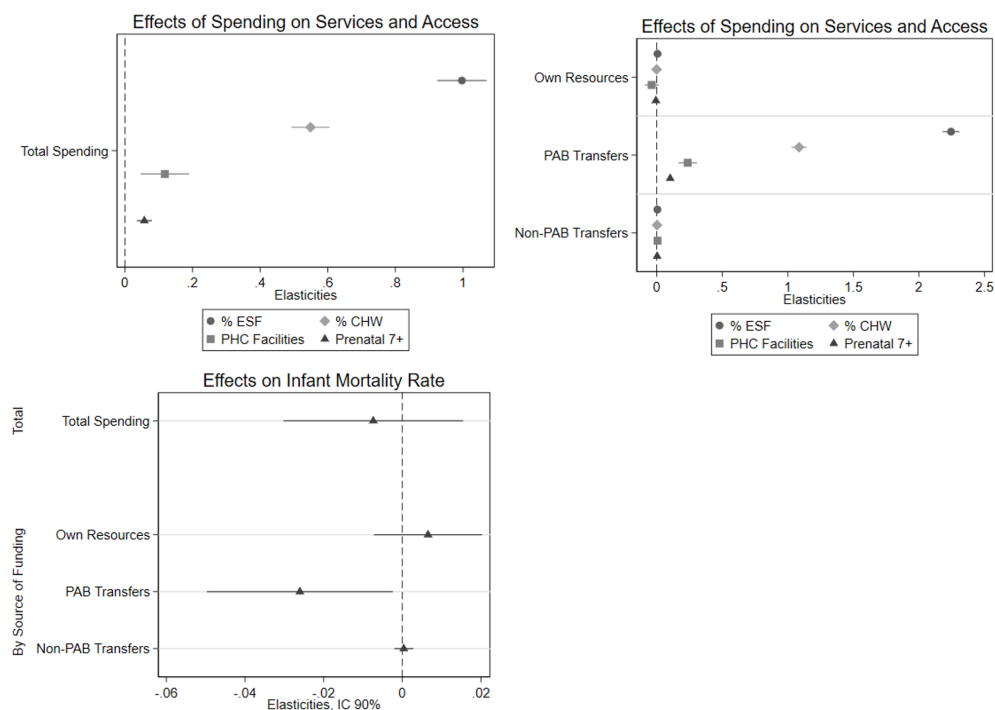 Effects of Spending on Services and Access
Total Spending
0 .2 .4 .6 .8 1
Elasticities
% ESF % CHW
PHC Facilities Prenatal 7+
Effects of Spending on Services and Access
Own Resources
PAB Transfers
Non-PAB Transfers
0 .5 1 1.5 2 2.5
Elasticities
% ESF % CHW
PHC Facilities Prenatal 7+
Effects on Infant Mortality Rate
Total
Total Spending
By Source of Funding
Own Resources
PAB Transfers
Non-PAB Transfers
-.06 -.04 -.02 0 .02
Elasticities, IC 90%